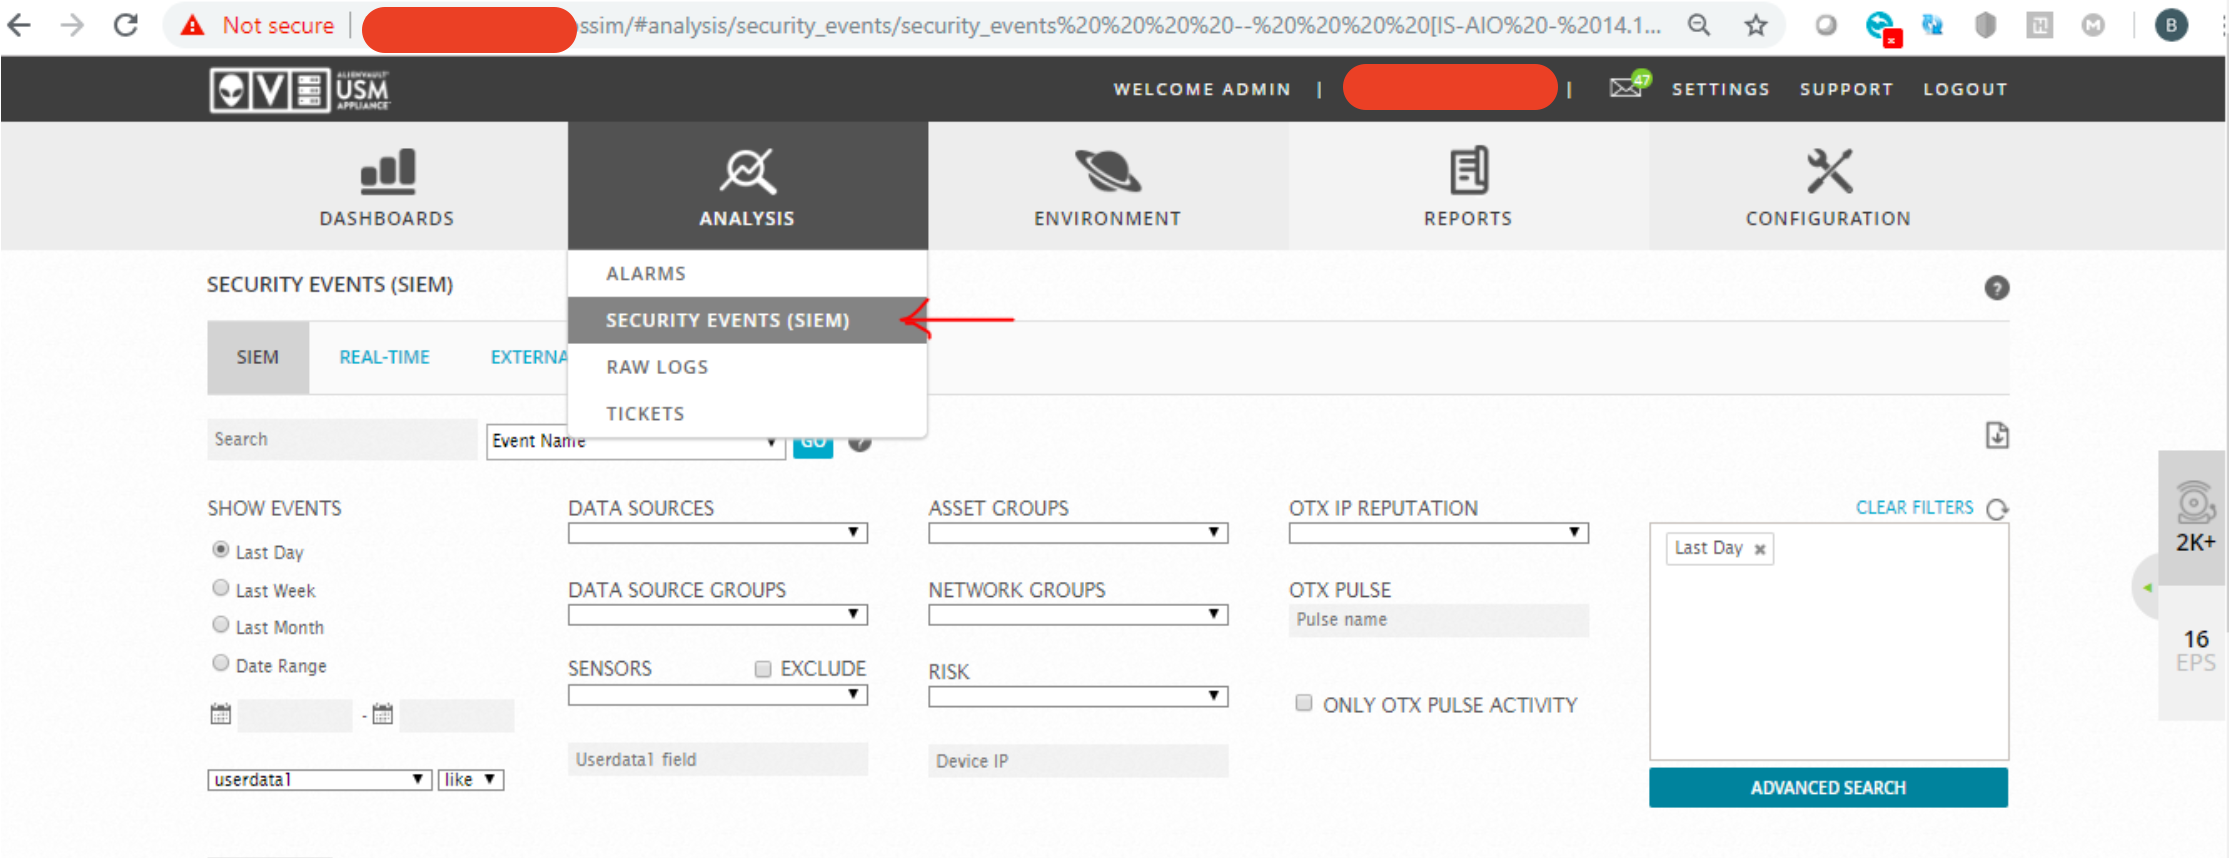 Not secure
ssim/#analysis/security_events/security_events%20%20%20%20--%20%20%20%20[IS-AIO%20-%2014.1...
B
ALIENVAULT
USM
APPLIANCE
WELCOME ADMIN | |
47
SETTINGS SUPPORT LOGOUT
DASHBOARDS
ANALYSIS
ENVIRONMENT
REPORTS
CONFIGURATION
ALARMS
SECURITY EVENTS (SIEM)
RAW LOGS
TICKETS
SECURITY EVENTS (SIEM)
?
SIEM
REAL-TIME
EXTERNA
Search
Event Name
GO
?
SHOW EVENTS
Last Day
Last Week
Last Month
Date Range
-
userdata1
like
DATA SOURCES
DATA SOURCE GROUPS
SENSORS
EXCLUDE
Userdata1 field
ASSET GROUPS
NETWORK GROUPS
RISK
Device IP
OTX IP REPUTATION
OTX PULSE
Pulse name
ONLY OTX PULSE ACTIVITY
CLEAR FILTERS
Last Day ×
ADVANCED SEARCH
2K+
16
EPS